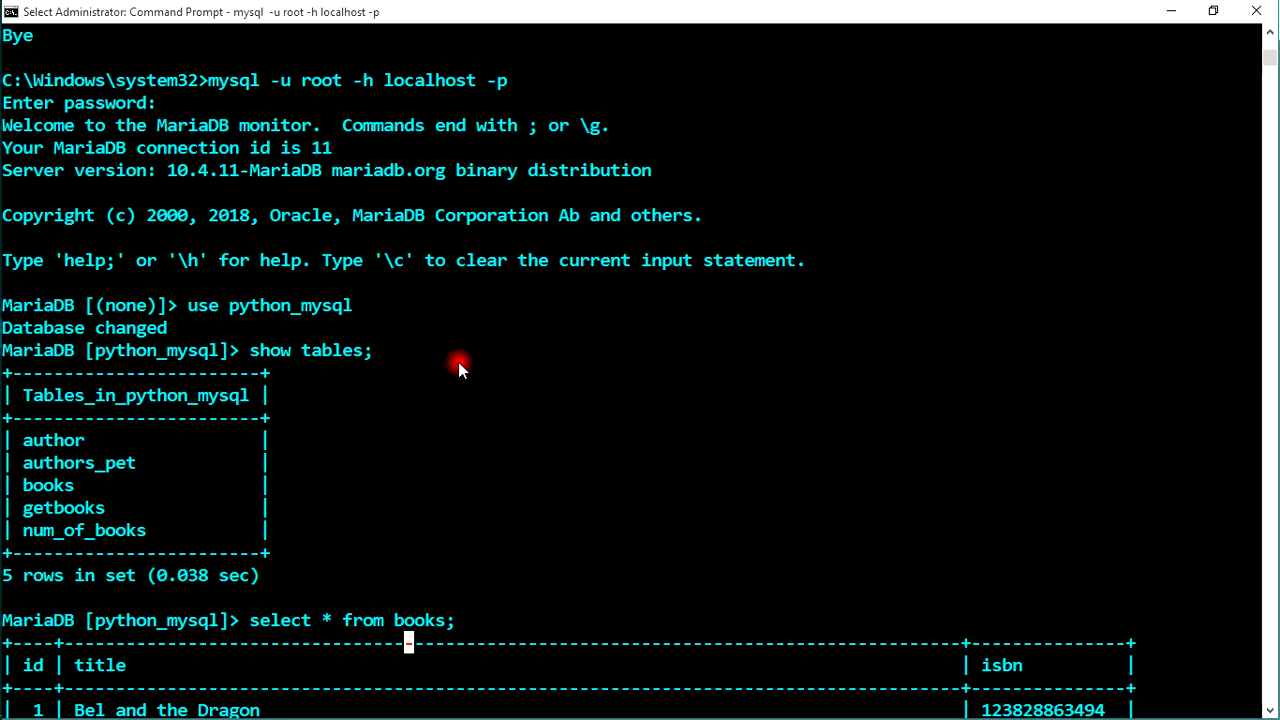 Select Administrator: Command Prompt - mysql -u root -h localhost -p
Bye
C:\Windows\system32>mysql -u root -h localhost -p
Enter password:
Welcome to the MariaDB monitor.  Commands end with ; or \g.
Your MariaDB connection id is 11
Server version: 10.4.11-MariaDB mariadb.org binary distribution
Copyright (c) 2000, 2018, Oracle, MariaDB Corporation Ab and others.
Type 'help;' or '\h' for help. Type '\c' to clear the current input statement.
MariaDB [(none)]> use python_mysql
Database changed
MariaDB [python_mysql]> show tables;
+------------------------+
| Tables_in_python_mysql |
+------------------------+
| author                 |
| authors_pet            |
| books                  |
| getbooks               |
| num_of_books           |
+------------------------+
5 rows in set (0.038 sec)
MariaDB [python_mysql]> select * from books;
+----+---------------------------------------------------------------------------------------+---------------+
| id | title                                                                                 | isbn          |
+----+---------------------------------------------------------------------------------------+---------------+
|  1 | Bel and the Dragon                                                                    | 123828863494  |